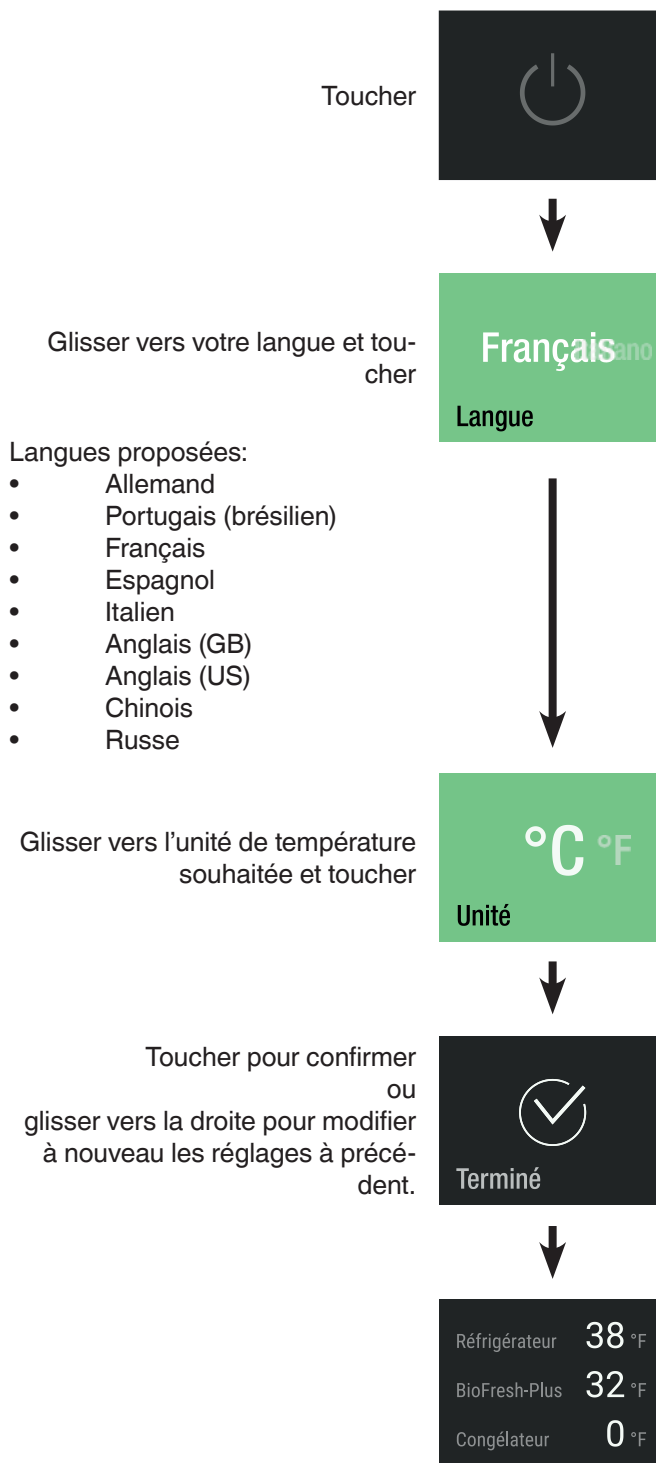 Toucher
Glisser vers votre langue et tou-
cher
Français
Langue
Langues proposées:
• Allemand
• Portugais (brésilien)
• Français
• Espagnol
• Italien
• Anglais (GB)
• Anglais (US)
• Chinois
• Russe
Glisser vers l'unité de température
souhaitée et toucher
°C °F
Unité
Toucher pour confirmer
ou
glisser vers la droite pour modifier
à nouveau les réglages à précé-
dent.
Terminé
Réfrigérateur 38 °F
BioFresh-Plus 32 °F
Congélateur 0 °F